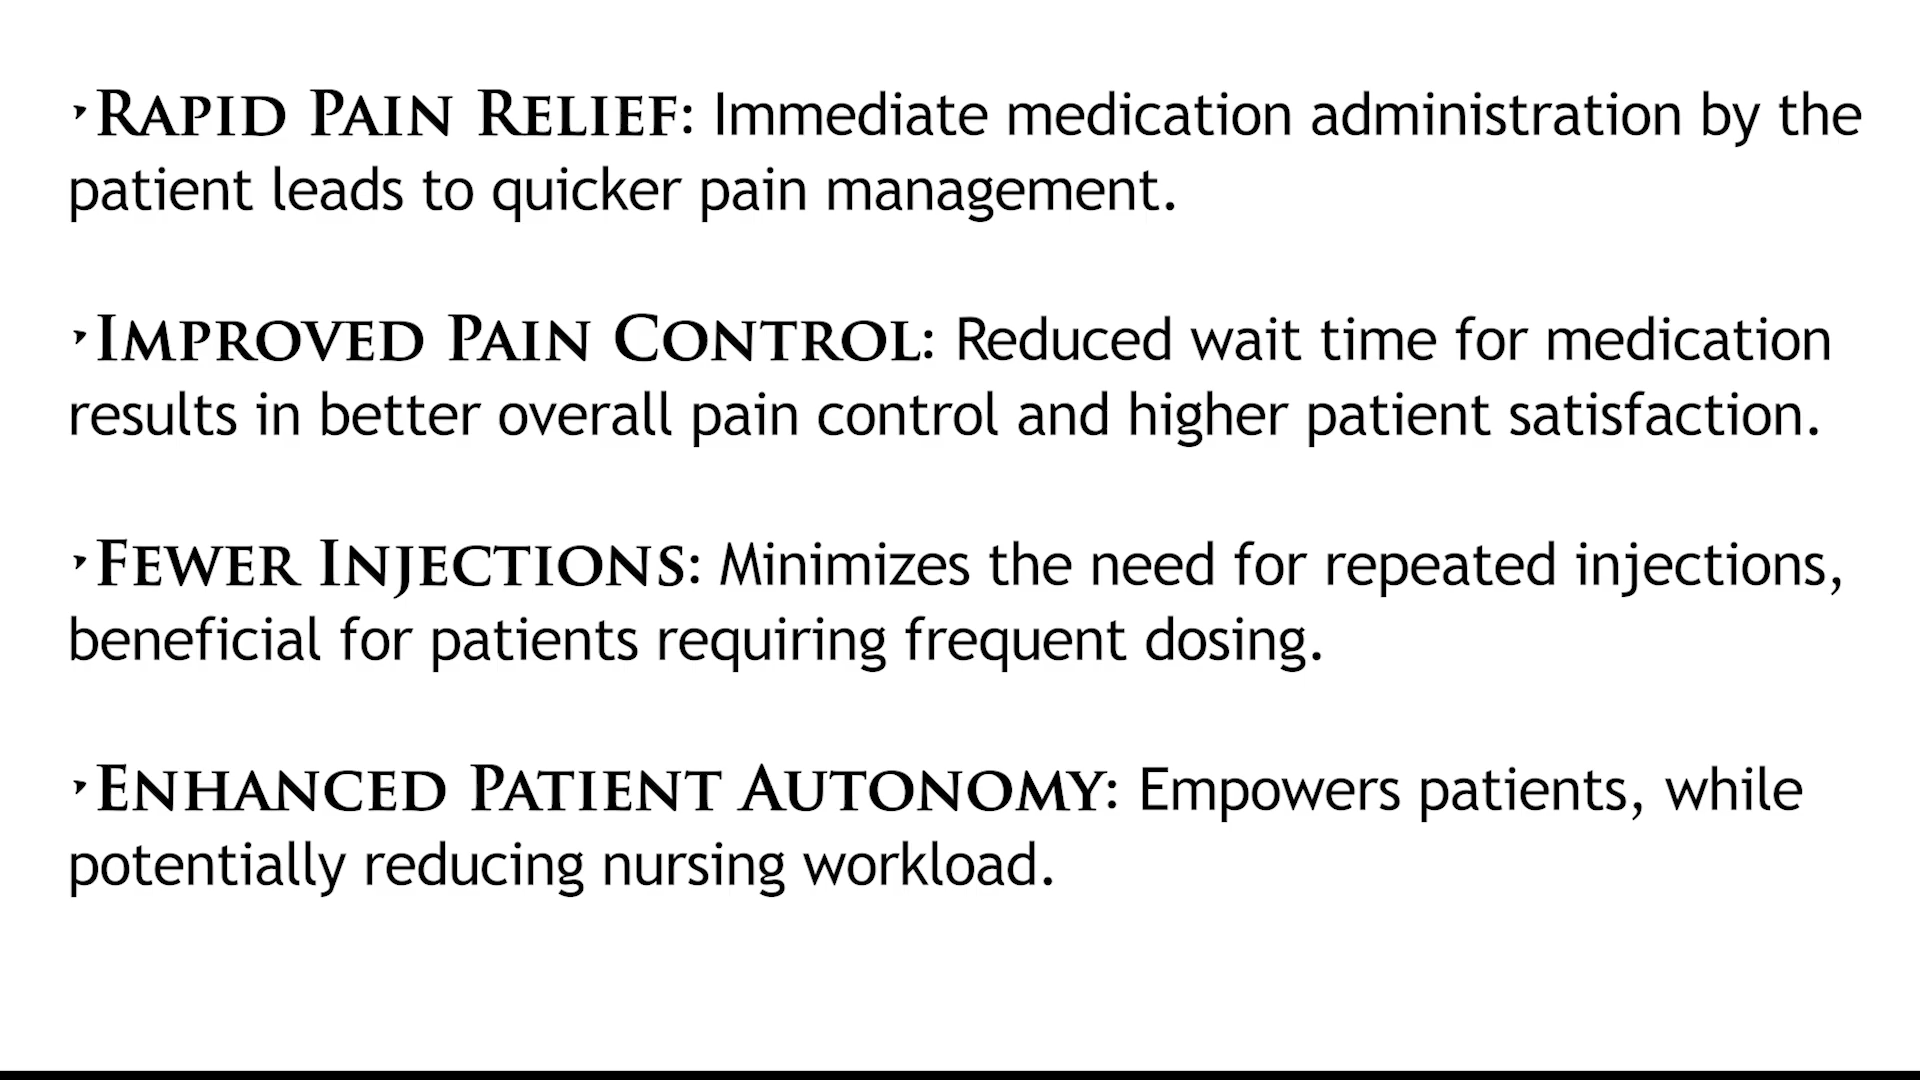 ‣RAPID PAIN RELIEF: Immediate medication administration by the
patient leads to quicker pain management.
‣IMPROVED PAIN CONTROL: Reduced wait time for medication
results in better overall pain control and higher patient satisfaction.
‣FEWER INJECTIONS: Minimizes the need for repeated injections,
beneficial for patients requiring frequent dosing.
‣ENHANCED PATIENT AUTONOMY: Empowers patients, while
potentially reducing nursing workload.